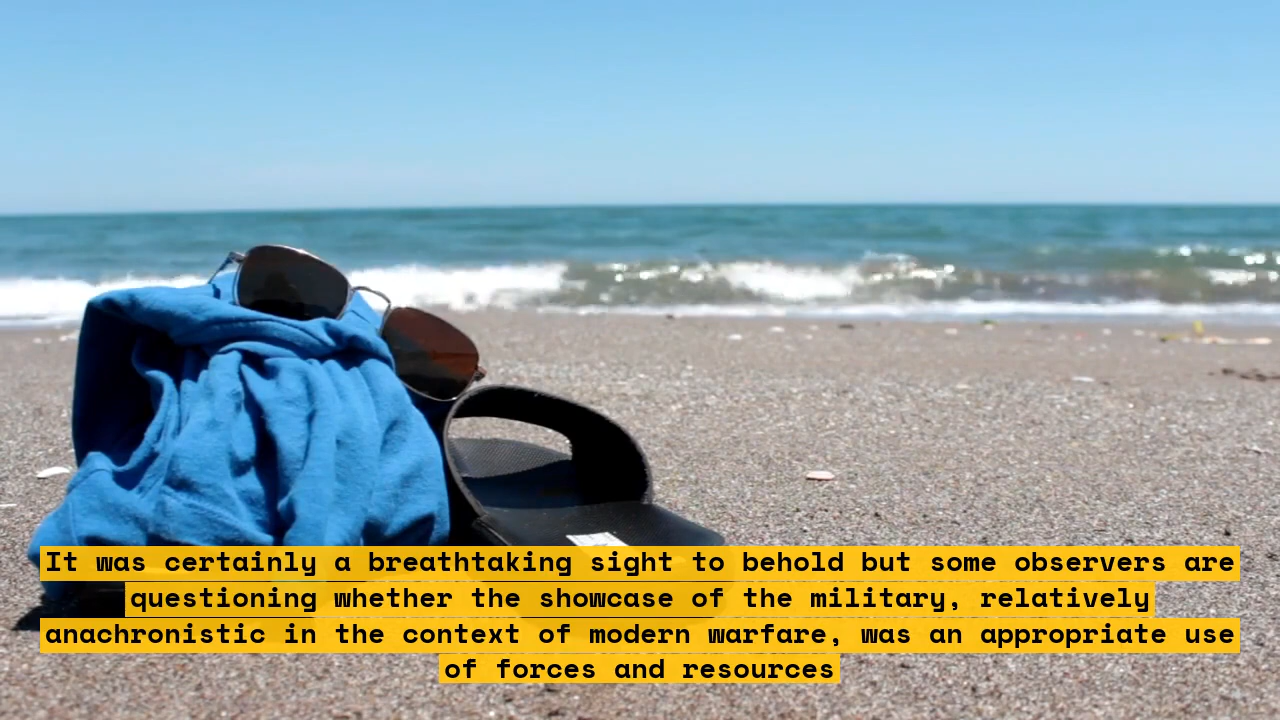 It was certainly a breathtaking sight to behold but some observers are
questioning whether the showcase of the military, relatively
anachronistic in the context of modern warfare, was an appropriate use
of forces and resources